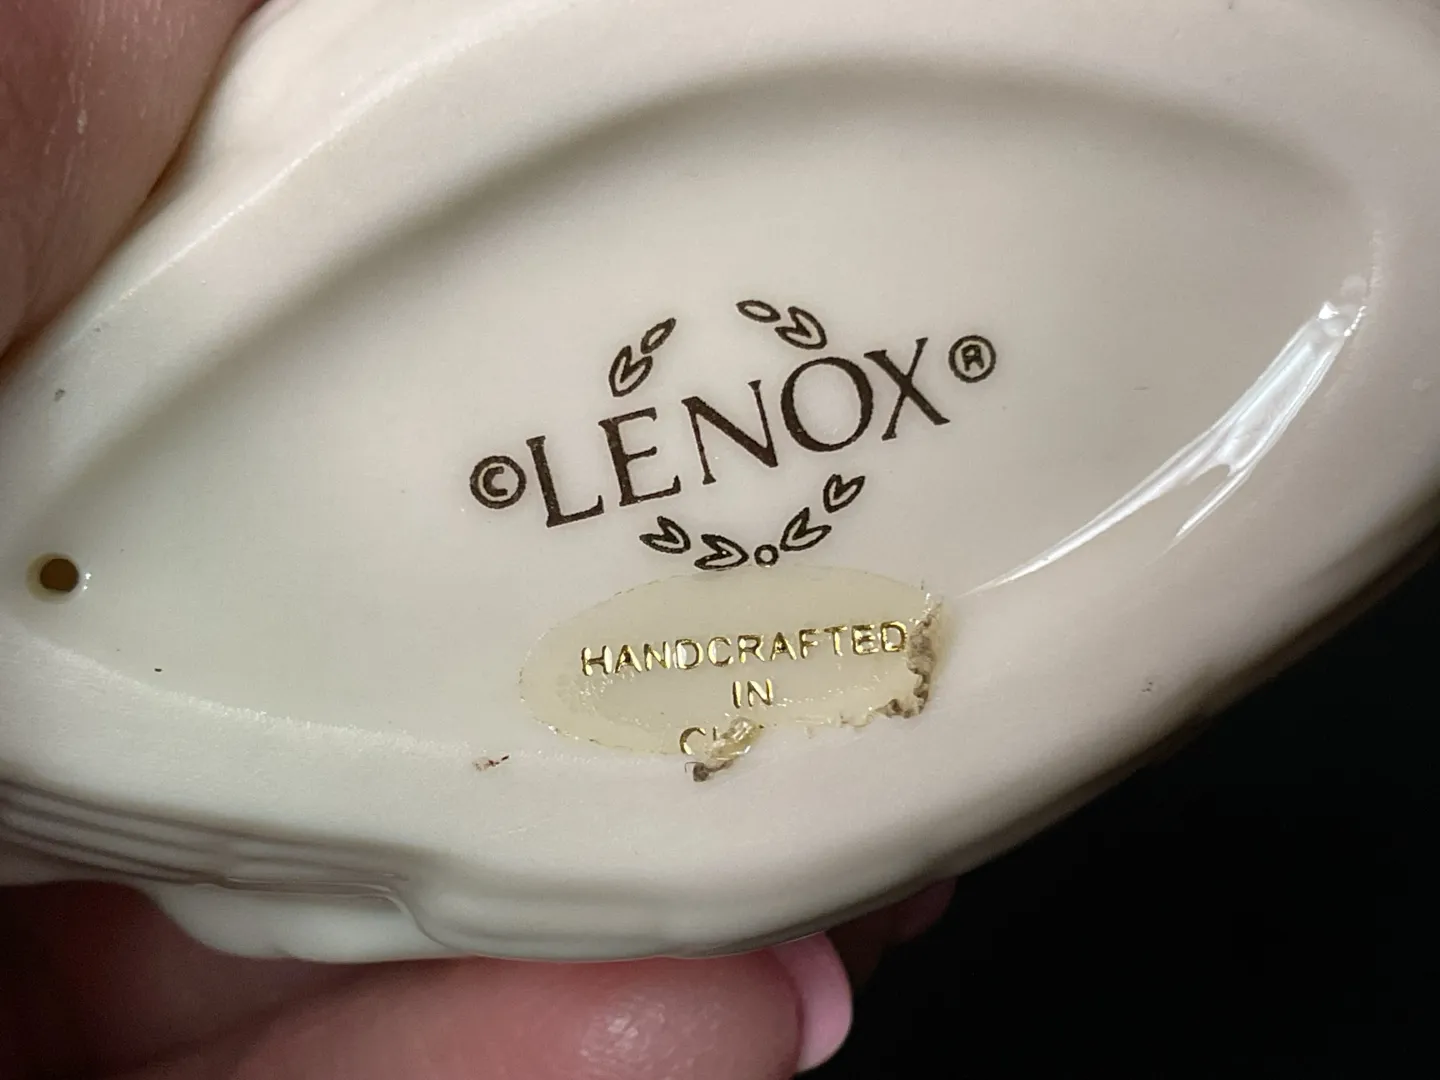 © LENOX ®
HANDCRAFTED
IN